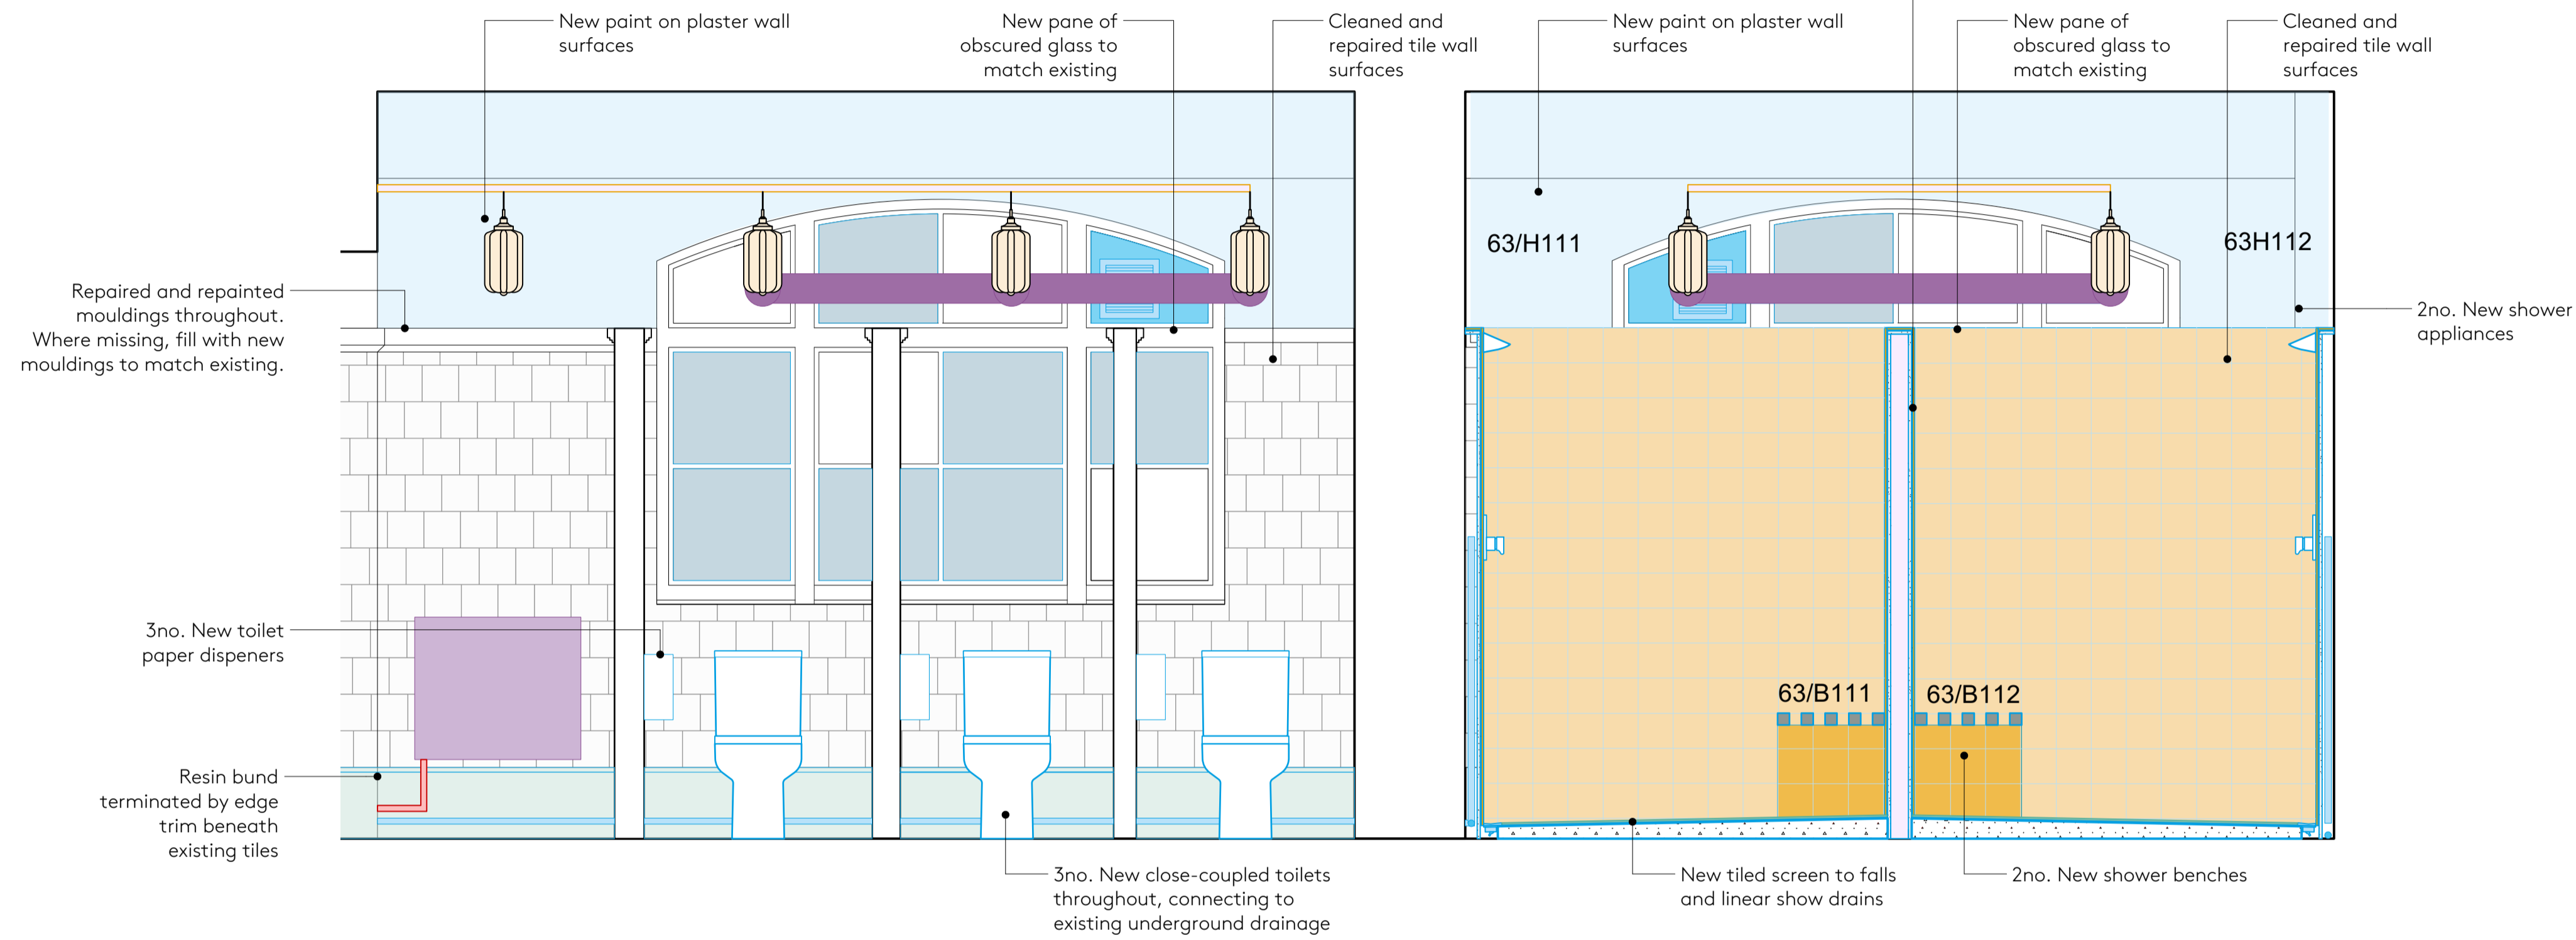 New paint on plaster wall
surfaces
New pane of
obscured glass to
match existing
Cleaned and
repaired tile wall
surfaces
New paint on plaster wall
surfaces
New pane of
obscured glass to
match existing
Cleaned and
repaired tile wall
surfaces
63/H111
63H112
Repaired and repainted
mouldings throughout.
Where missing, fill with new
mouldings to match existing.
2no. New shower
appliances
3no. New toilet
paper dispeners
63/B111
63/B112
Resin bund
terminated by edge
trim beneath
existing tiles
3no. New close-coupled toilets
throughout, connecting to
existing underground drainage
New tiled screen to falls
and linear show drains
2no. New shower benches